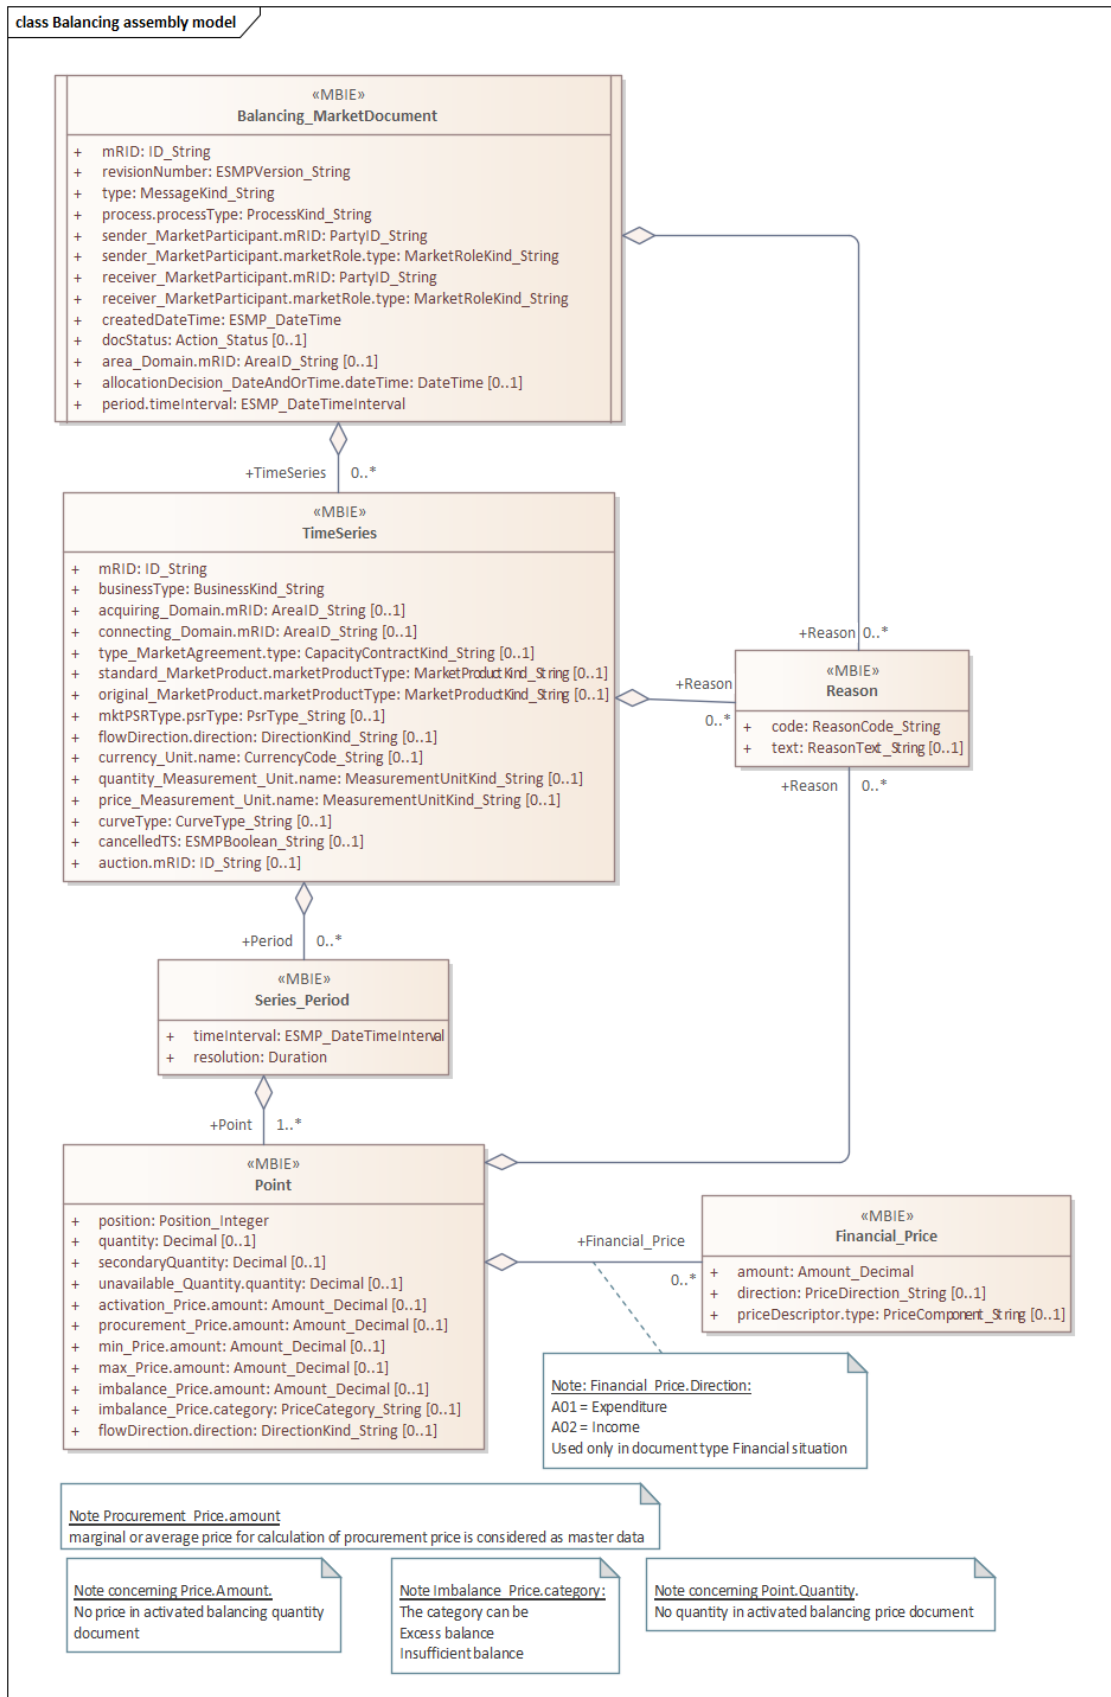 class Balancing assembly model
«MBIE»
Balancing_MarketDocument
+ mRID: ID_String
+ revisionNumber: ESMPVersion_String
+ type: MessageKind_String
+ process.processType: ProcessKind_String
+ sender_MarketParticipant.mRID: PartyID_String
+ sender_MarketParticipant.marketRole.type: MarketRoleKind_String
+ receiver_MarketParticipant.mRID: PartyID_String
+ receiver_MarketParticipant.marketRole.type: MarketRoleKind_String
+ createdDateTime: ESMP_DateTime
+ docStatus: Action_Status [0..1]
+ area_Domain.mRID: AreaID_String [0..1]
+ allocationDecision_DateAndOrTime.dateTime: DateTime [0..1]
+ period.timeInterval: ESMP_DateTimeInterval
+TimeSeries 0..*
«MBIE»
TimeSeries
+ mRID: ID_String
+ businessType: BusinessKind_String
+ acquiring_Domain.mRID: AreaID_String [0..1]
+ connecting_Domain.mRID: AreaID_String [0..1]
+ type_MarketAgreement.type: CapacityContractKind_String [0..1]
+ standard_MarketProduct.marketProductType: MarketProductKind_String [0..1]
+ original_MarketProduct.marketProductType: MarketProductKind_String [0..1]
+ mktPSRType.psrType: PsrType_String [0..1]
+ flowDirection.direction: DirectionKind_String [0..1]
+ currency_Unit.name: CurrencyCode_String [0..1]
+ quantity_Measurement_Unit.name: MeasurementUnitKind_String [0..1]
+ price_Measurement_Unit.name: MeasurementUnitKind_String [0..1]
+ curveType: CurveType_String [0..1]
+ cancelledTS: ESMPBoolean_String [0..1]
+ auction.mRID: ID_String [0..1]
+Reason 0..*
+Reason
0..*
«MBIE»
Reason
+ code: ReasonCode_String
+ text: ReasonText_String [0..1]
+Reason 0..*
+Period 0..*
«MBIE»
Series_Period
+ timeInterval: ESMP_DateTimeInterval
+ resolution: Duration
+Point 1..*
«MBIE»
Point
+ position: Position_Integer
+ quantity: Decimal [0..1]
+ secondaryQuantity: Decimal [0..1]
+ unavailable_Quantity.quantity: Decimal [0..1]
+ activation_Price.amount: Amount_Decimal [0..1]
+ procurement_Price.amount: Amount_Decimal [0..1]
+ min_Price.amount: Amount_Decimal [0..1]
+ max_Price.amount: Amount_Decimal [0..1]
+ imbalance_Price.amount: Amount_Decimal [0..1]
+ imbalance_Price.category: PriceCategory_String [0..1]
+ flowDirection.direction: DirectionKind_String [0..1]
+Financial_Price
0..*
«MBIE»
Financial_Price
+ amount: Amount_Decimal
+ direction: PriceDirection_String [0..1]
+ priceDescriptor.type: PriceComponent_String [0..1]
Note: Financial_Price.Direction:
A01 = Expenditure
A02 = Income
Used only in document type Financial situation
Note Procurement_Price.amount
marginal or average price for calculation of procurement price is considered as master data
Note concerning Price.Amount.
No price in activated balancing quantity
document
Note Imbalance_Price.category:
The category can be
Excess balance
Insufficient balance
Note concerning Point.Quantity.
No quantity in activated balancing price document